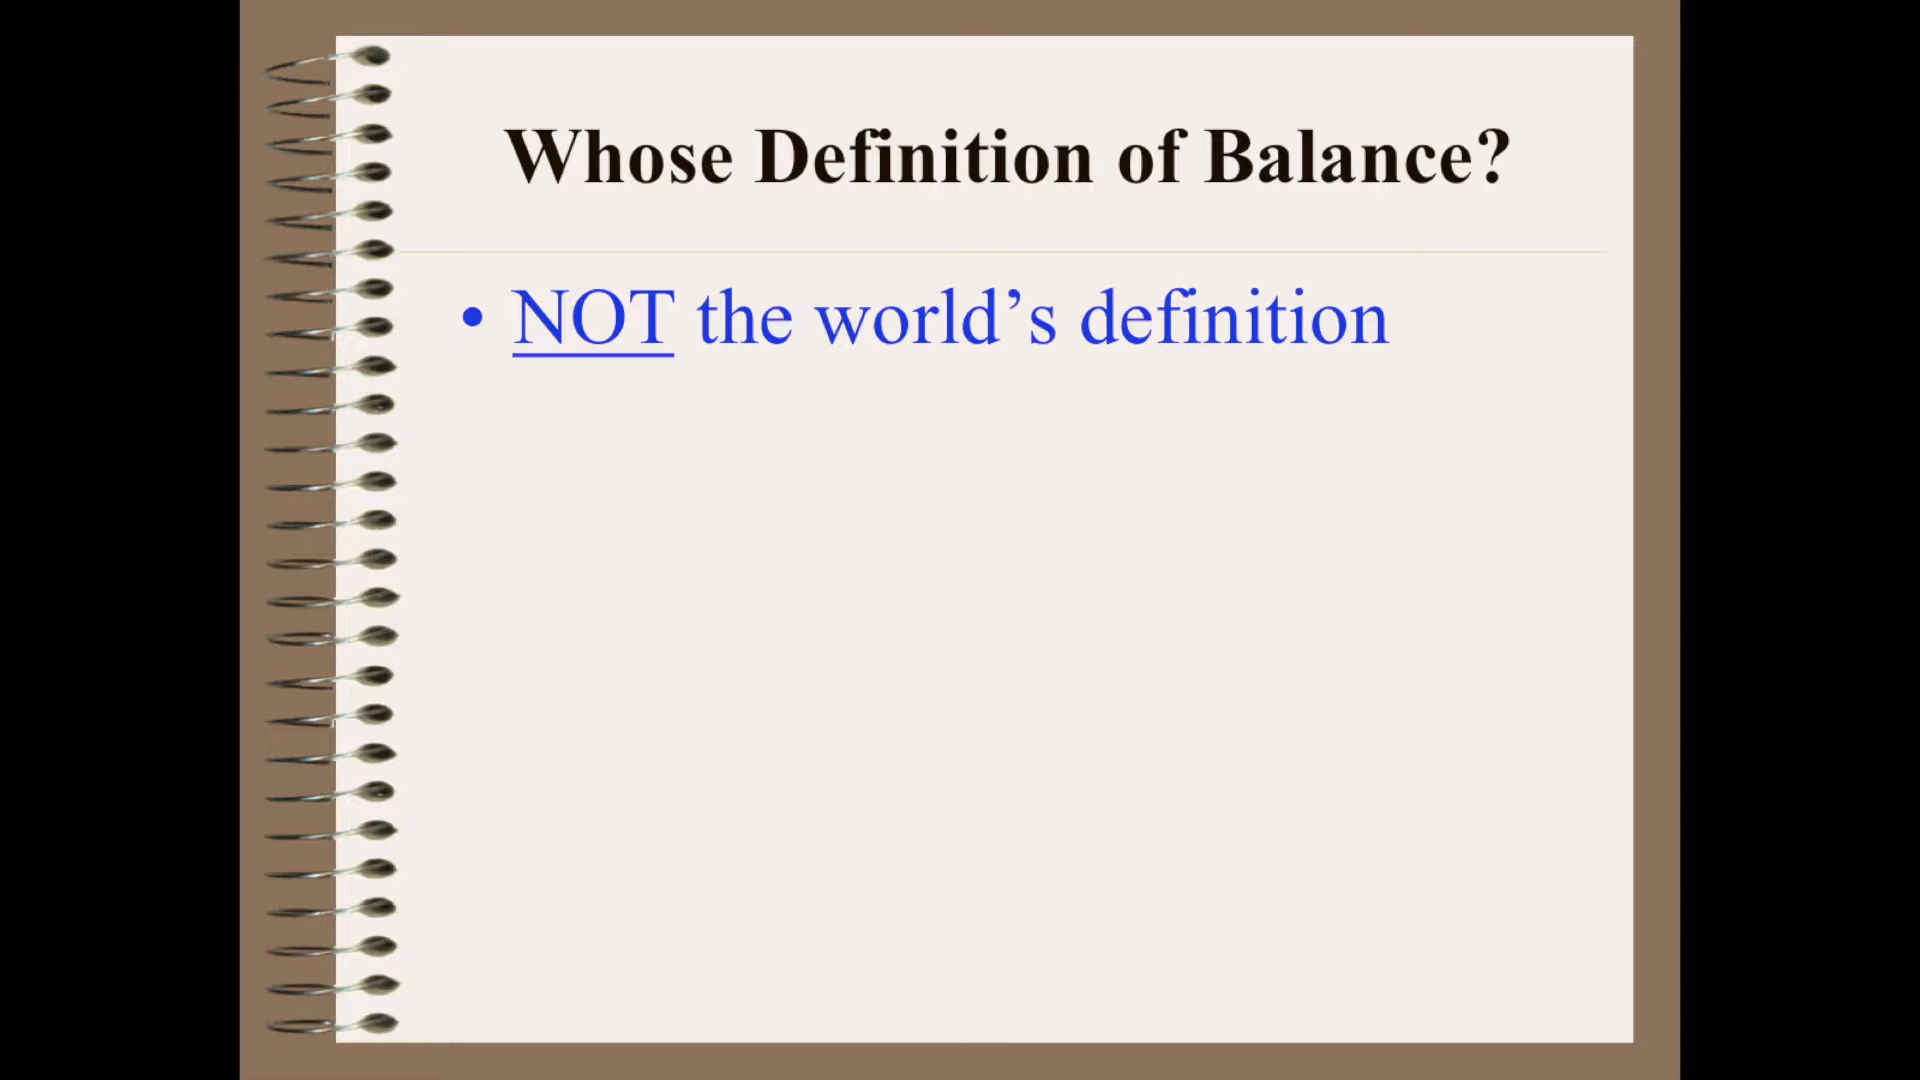 Whose Definition of Balance?
• NOT the world’s definition